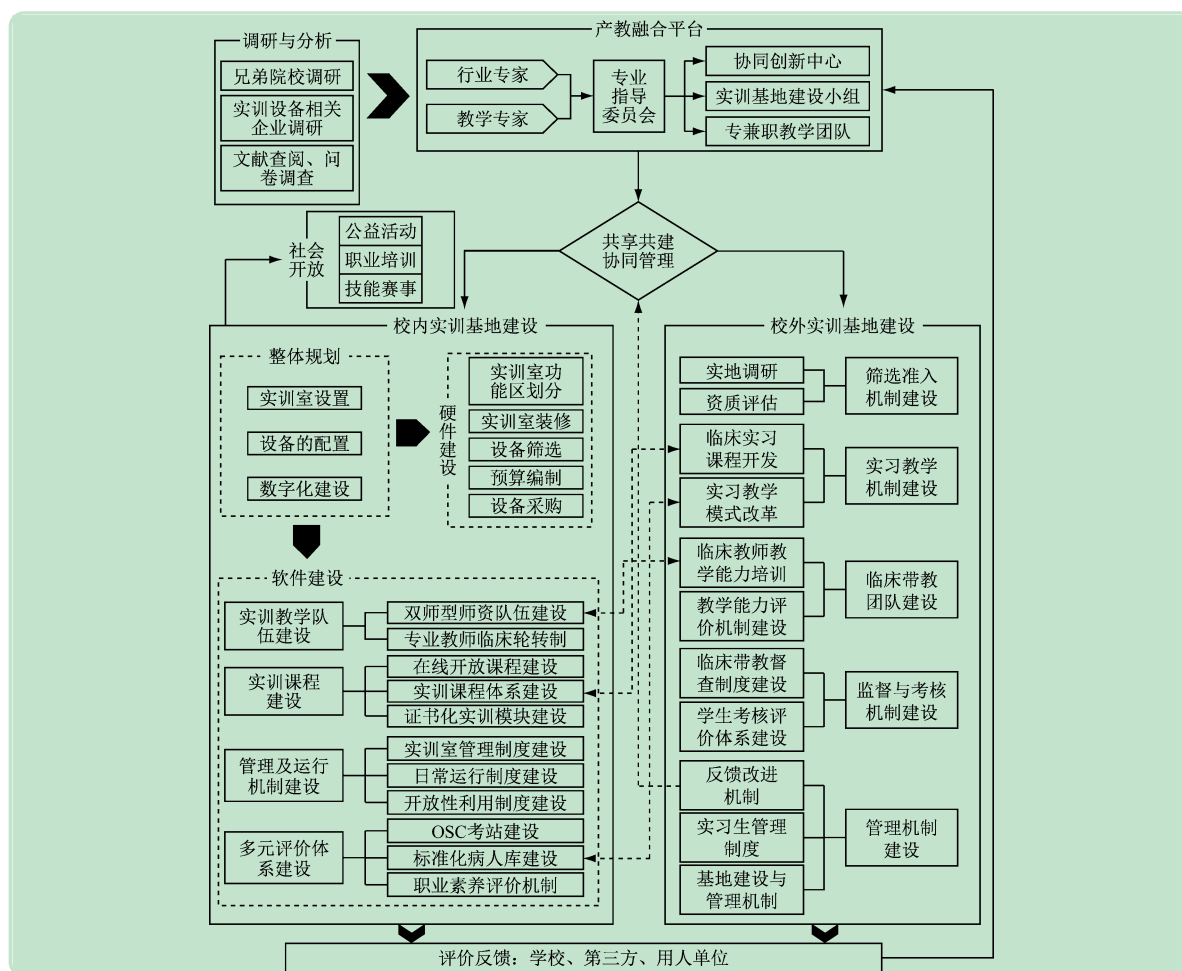 调研与分析
兄弟院校调研
实训设备相关
企业调研
文献查阅、问
卷调查
产教融合平台
行业专家
教学专家
专业
指导
委员会
协同创新中心
实训基地建设小组
专兼职教学团队
社会
开放
公益活动
职业培训
技能赛事
共享共建
协同管理
校内实训基地建设
整体规划
实训室设置
设备的配置
数字化建设
硬
件
建
设
实训室功
能区划分
实训室装修
设备筛选
预算编制
设备采购
软件建设
实训教学队
伍建设
双师型师资队伍建设
专业教师临床轮转制
实训课程
建设
在线开放课程建设
实训课程体系建设
证书化实训模块建设
管理及运行
机制建设
实训室管理制度建设
日常运行制度建设
开放性利用制度建设
多元评价体
系建设
OSC考站建设
标准化病人库建设
职业素养评价机制
校外实训基地建设
实地调研
资质评估
筛选准入
机制建设
临床实习
课程开发
实习教学
模式改革
实习教学
机制建设
临床教师教
学能力培训
教学能力评
价机制建设
临床带教
团队建设
临床带教督
查制度建设
学生考核评
价体系建设
监督与考核
机制建设
反馈改进
机制
实习生管理
制度
基地建设与
管理机制
管理机制
建设
评价反馈：学校、第三方、用人单位